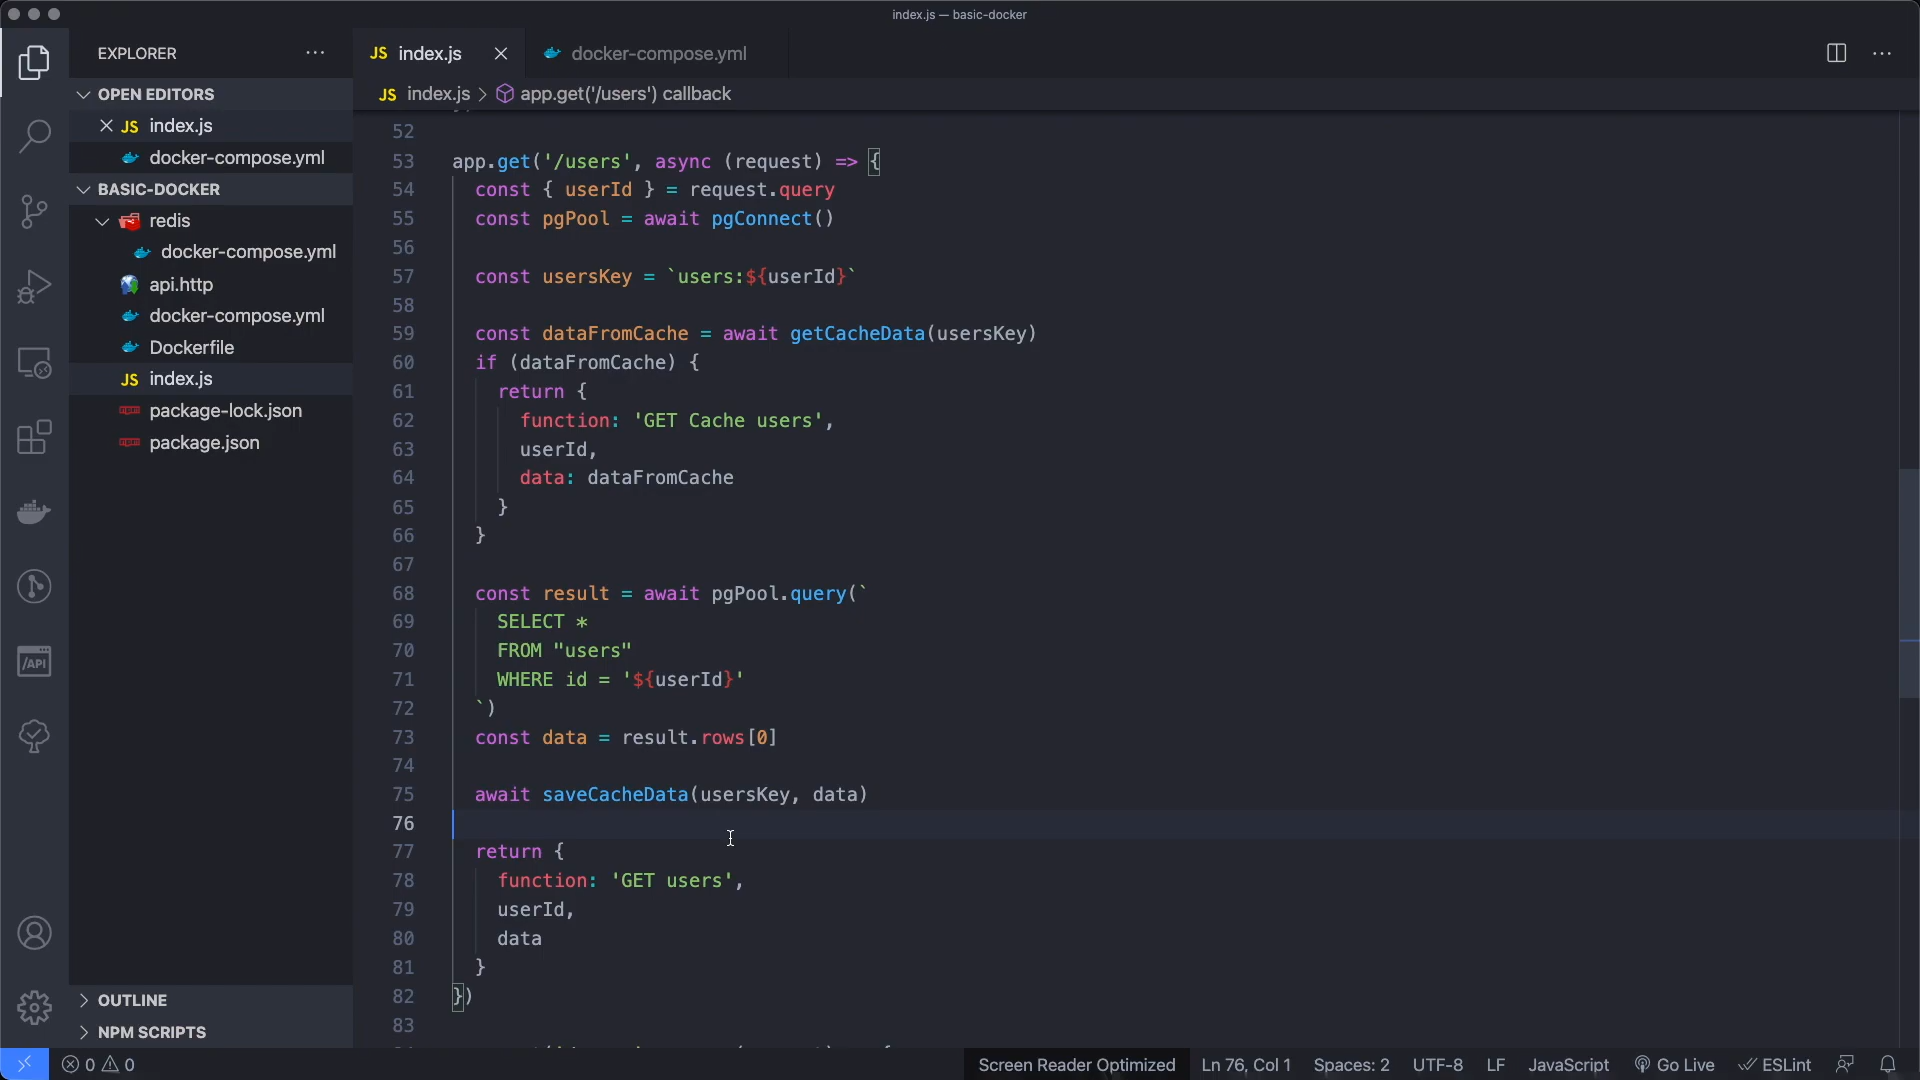 index.js — basic-docker
EXPLORER
JS index.js
docker-compose.yml
OPEN EDITORS
JS index.js > app.get('/users') callback
JS index.js
docker-compose.yml
BASIC-DOCKER
redis
docker-compose.yml
api.http
docker-compose.yml
Dockerfile
JS index.js
package-lock.json
package.json
/API
OUTLINE
NPM SCRIPTS
52
53 app.get('/users', async (request) => {
54 const { userId } = request.query
55 const pgPool = await pgConnect()
56
57 const usersKey = `users:${userId}`
58
59 const dataFromCache = await getCacheData(usersKey)
60 if (dataFromCache) {
61 return {
62 function: 'GET Cache users',
63 userId,
64 data: dataFromCache
65 }
66 }
67
68 const result = await pgPool.query(`
69 SELECT *
70 FROM "users"
71 WHERE id = '${userId}'
72 `)
73 const data = result.rows[0]
74
75 await saveCacheData(usersKey, data)
76
77 return {
78 function: 'GET users',
79 userId,
80 data
81 }
82 })
83
0 0
Screen Reader Optimized
Ln 76, Col 1
Spaces: 2
UTF-8
LF
JavaScript
Go Live
ESLint